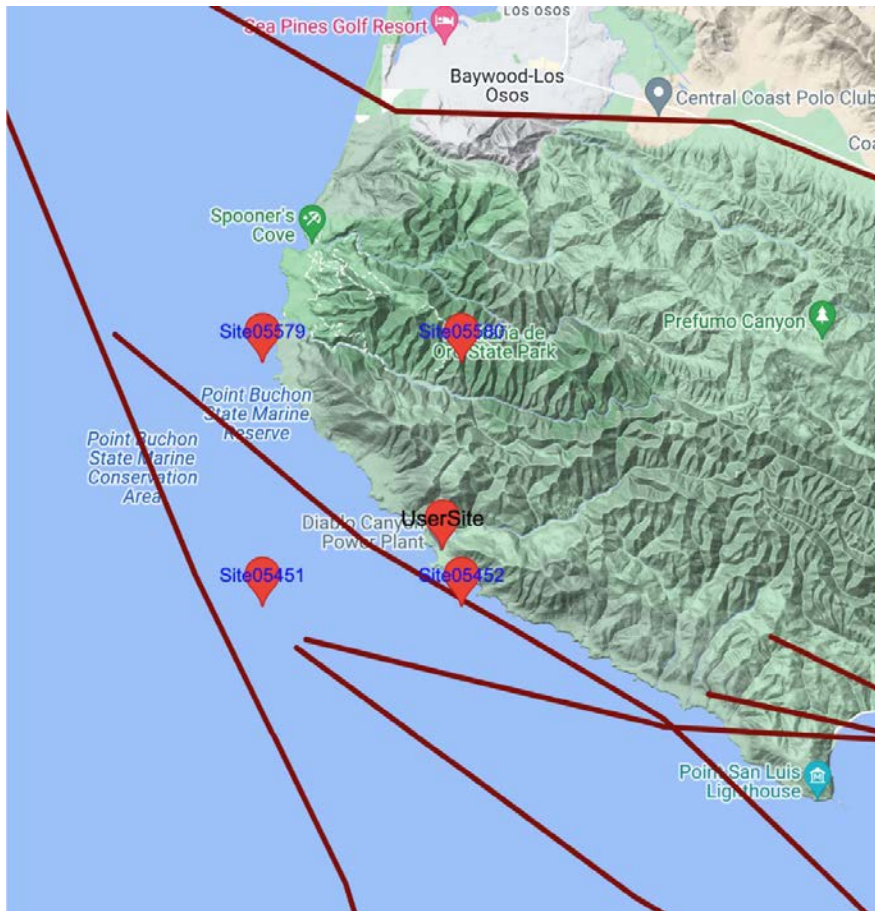 Los Osos
Sea Pines Golf Resort
Baywood-Los
Osos
Central Coast Polo Club
Coa
Spooner's
Cove
Site05579
Site05580
de
Oro State Park
Prefumo Canyon
Point Buchon
State Marine
Reserve
Point Buchon
State Marine
Conservation
Area
UserSite
Diablo Canyon
Power Plant
Site05451
Site05452
Point San Luis
Lighthouse